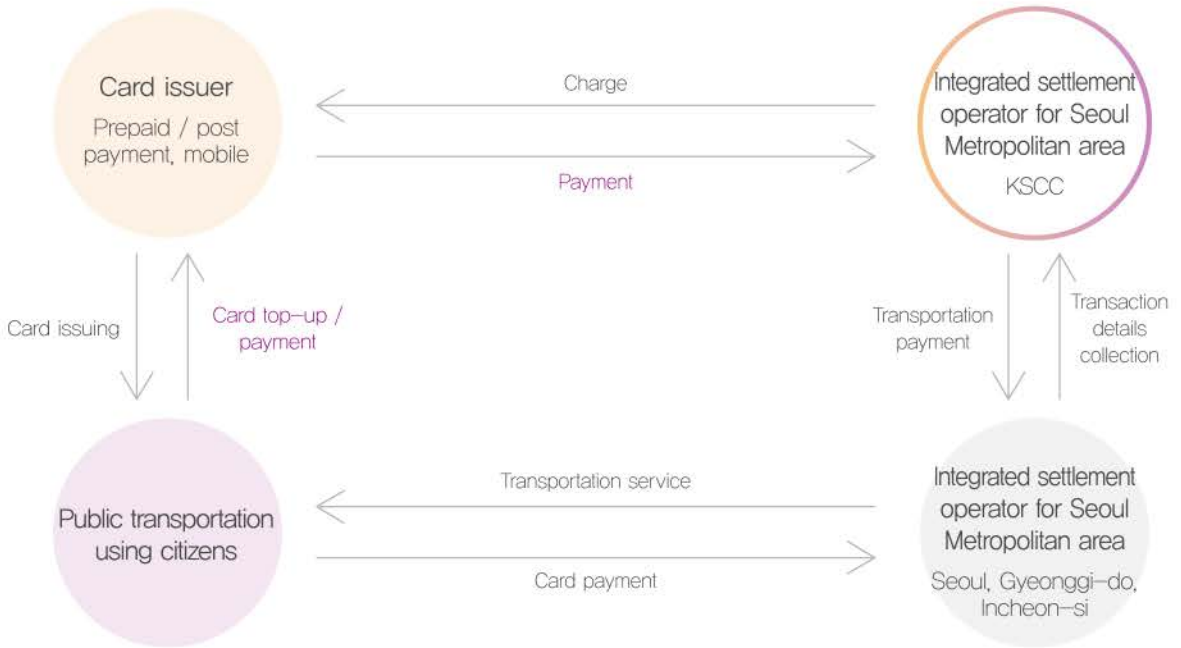 Card issuer
Prepaid / post
payment, mobile
Charge
Payment
Integrated settlement
operator for Seoul
Metropolitan area
KSCC
Card issuing
Card top-up /
payment
Transportation
payment
Transaction
details
collection
Public transportation
using citizens
Transportation service
Card payment
Integrated settlement
operator for Seoul
Metropolitan area
Seoul, Gyeonggi-do,
Incheon-si